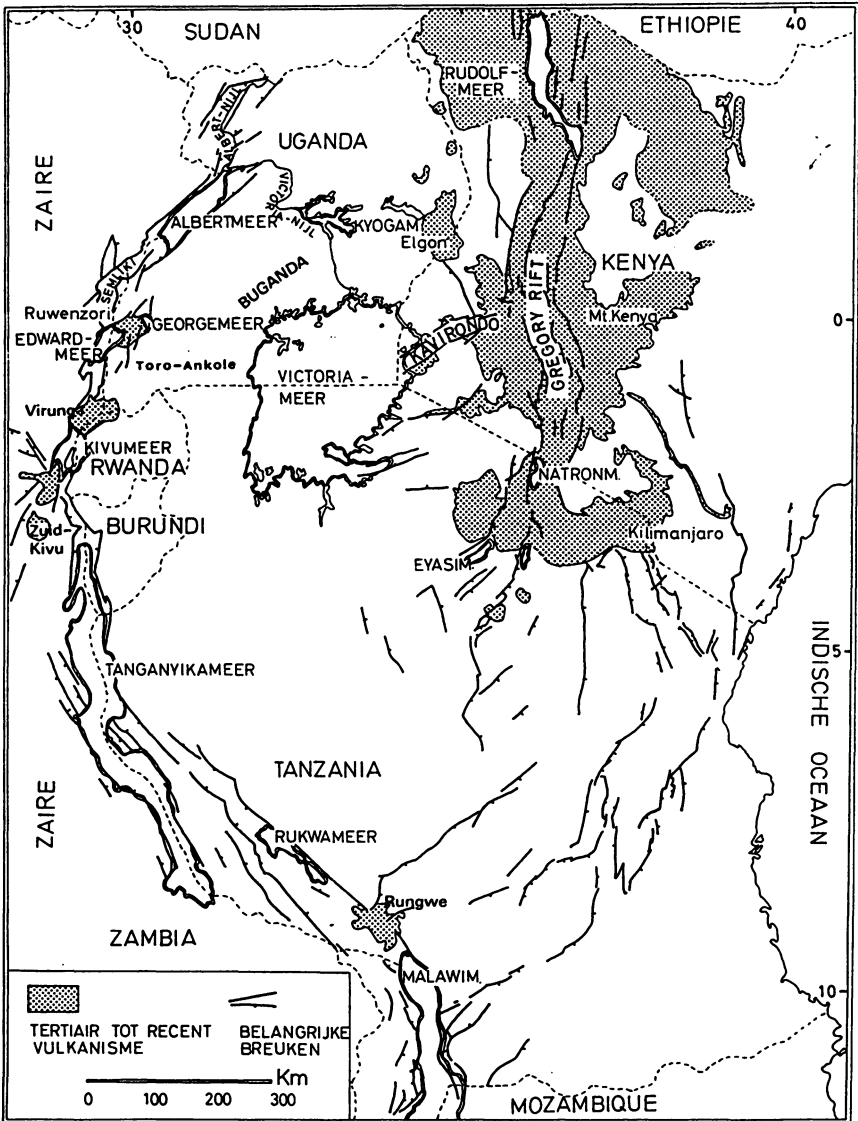 30
40
SUDAN
ETHIOPIE
RUDOLF-
MEER
ALBERT-NIJL
UGANDA
ZAIRE
VICTOR-
NIJL
ALBERTMEER
KYOGAM.
Elgon
KENYA
SEMLIKI
BUGANDA
Ruwenzori
GEORGEMEER
EDWARD-
MEER
Mt.Kenya
0
KAVIRONDO
GREGORY RIFT
Toro-Ankole
VICTORIA-
MEER
Virunga
KIVUMEER
RWANDA
NATRONM.
BURUNDI
Zuid-
Kivu
Kilimanjaro
EYASIM.
INDISCHE OCEAAN
5
TANGANYIKAMEER
TANZANIA
ZAIRE
RUKWAMEER
Rungwe
ZAMBIA
MALAWIM.
10
TERTIAIR TOT RECENT
VULKANISME
BELANGRIJKE
BREUKEN
Km
0 100 200 300
MOZAMBIQUE